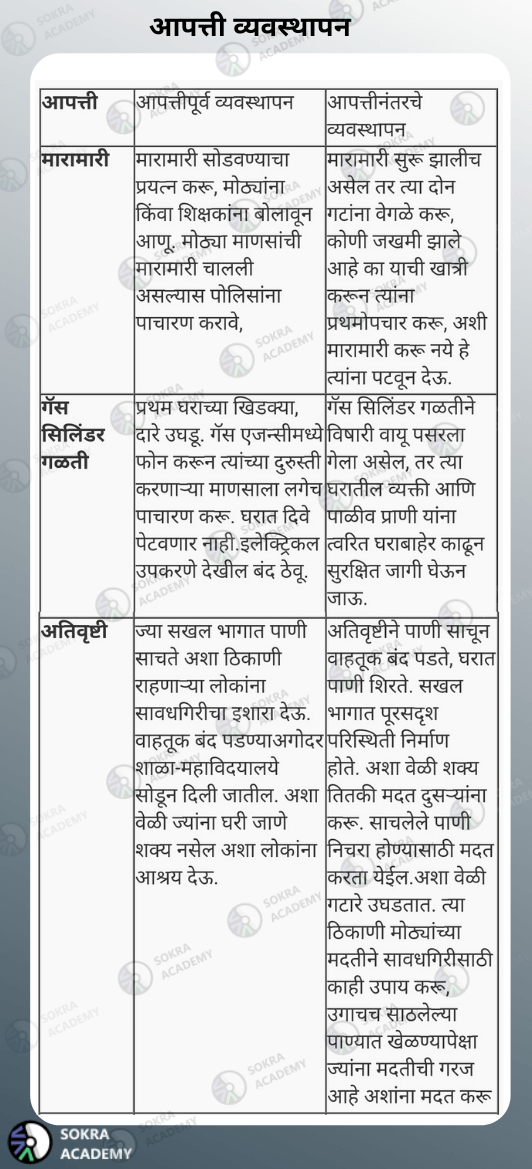 आपत्ती व्यवस्थापन
आपत्ती
आपत्तीपूर्व व्यवस्थापन
आपत्तीनंतरचे
व्यवस्थापन
मारामारी
मारामारी सोडवण्याचा
प्रयत्न करू, मोठ्यांना
किंवा शिक्षकांना बोलावून
आणू. मोठ्या माणसांची
मारामारी चालली
असल्यास पोलिसांना
पाचारण करावे,
मारामारी सुरू झालीच
असेल तर त्या दोन
गटांना वेगळे करू,
कोणी जखमी झाले
आहे का याची खात्री
करून त्यांना
प्रथमोपचार करू, अशी
मारामारी करू नये हे
त्यांना पटवून देऊ.
गॅस
सिलिंडर
गळती
प्रथम घराच्या खिडक्या,
दारे उघडू. गॅस एजन्सीमध्ये
फोन करून त्यांच्या दुरुस्ती
करणाऱ्या माणसाला लगेच
पाचारण करू. घरात दिवे
पेटवणार नाही.इलेक्ट्रिकल
उपकरणे देखील बंद ठेवू.
गॅस सिलिंडर गळतीने
विषारी वायू पसरला
गेला असेल, तर त्या
घरातील व्यक्ती आणि
पाळीव प्राणी यांना
त्वरित घराबाहेर काढून
सुरक्षित जागी घेऊन
जाऊ.
अतिवृष्टी
ज्या सखल भागात पाणी
साचते अशा ठिकाणी
राहणाऱ्या लोकांना
सावधगिरीचा इशारा देऊ.
वाहतूक बंद पडण्याअगोदर
शाळा-महाविदयालये
सोडून दिली जातील. अशा
वेळी ज्यांना घरी जाणे
शक्य नसेल अशा लोकांना
आश्रय देऊ.
अतिवृष्टीने पाणी साचून
वाहतूक बंद पडते, घरात
पाणी शिरते. सखल
भागात पूरसदृश
परिस्थिती निर्माण
होते. अशा वेळी शक्य
तितकी मदत दुसऱ्यांना
करू. साचलेले पाणी
निचरा होण्यासाठी मदत
करता येईल.अशा वेळी
गटारे उघडतात. त्या
ठिकाणी मोठ्यांच्या
मदतीने सावधगिरीसाठी
काही उपाय करू,
उगाचच साठलेल्या
पाण्यात खेळण्यापेक्षा
ज्यांना मदतीची गरज
आहे अशांना मदत करू
SOKRA
ACADEMY